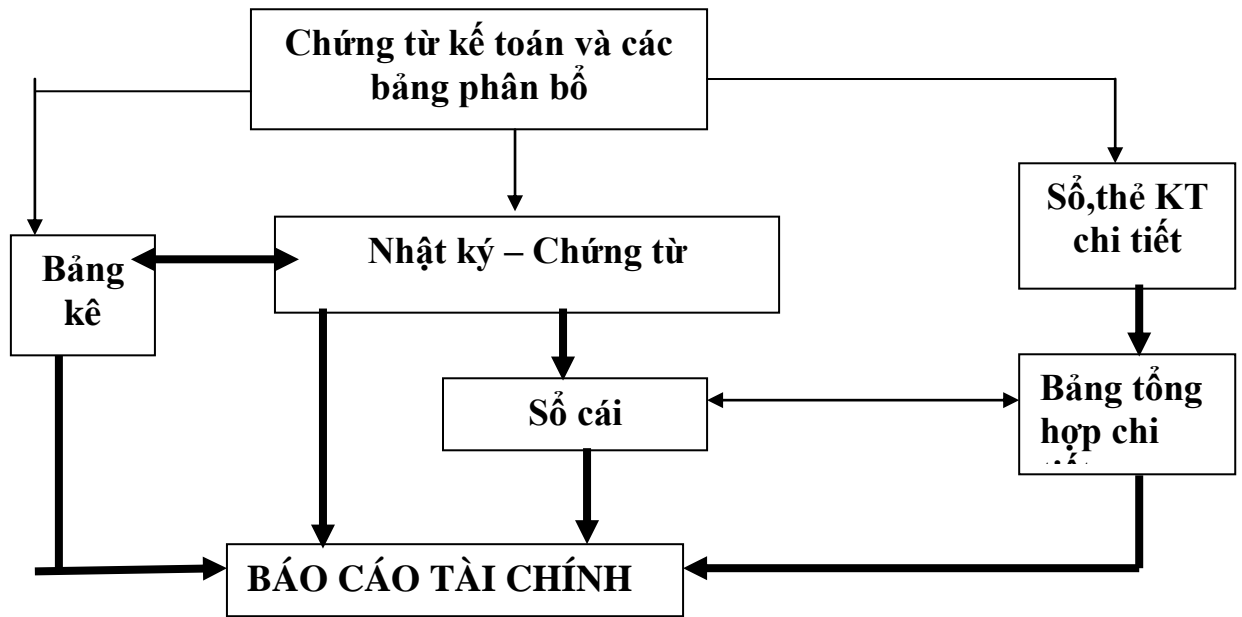 Chứng từ kế toán và các
bảng phân bổ
Sổ,thẻ KT
chi tiết
Nhật ký – Chứng từ
Bảng
kê
Bảng tổng
hợp chi
Sổ cái
BÁO CÁO TÀI CHÍNH